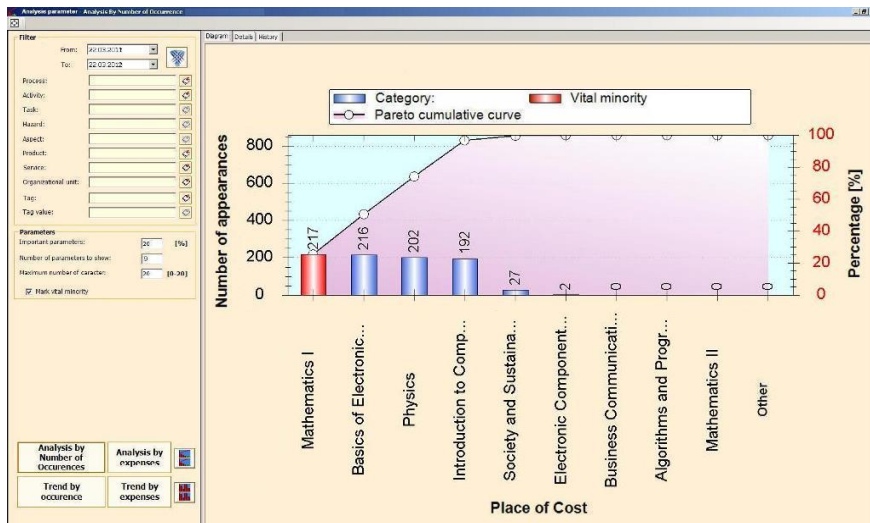 Analysis parameter - Analysis By Number of Occurrence
Filter
From: 22.03.2011
To: 22.03.2012
Process:
Activity:
Task:
Hazard:
Aspect:
Product:
Service:
Organizational unit:
Tag:
Tag value:
Parameters
Important parameters: 20 [%]
Number of parameters to show: 9
Maximum number of caracter: 20 [0-20]
Mark vital minority
Analysis by
Number of
Occurences
Analysis by
expenses
Trend by
occurence
Trend by
expenses
Diagram Details History
Category: Vital minority
Pareto cumulative curve
Number of appearances
800
600
400
200
0
217
216
202
192
27
2
0
0
0
0
100
80
60
40
20
0
Percentage [%]
Mathematics I
Basics of Electronic...
Physics
Introduction to Comp...
Society and Sustaina...
Electronic Component...
Business Communicati...
Algorithms and Progr...
Mathematics II
Other
Place of Cost